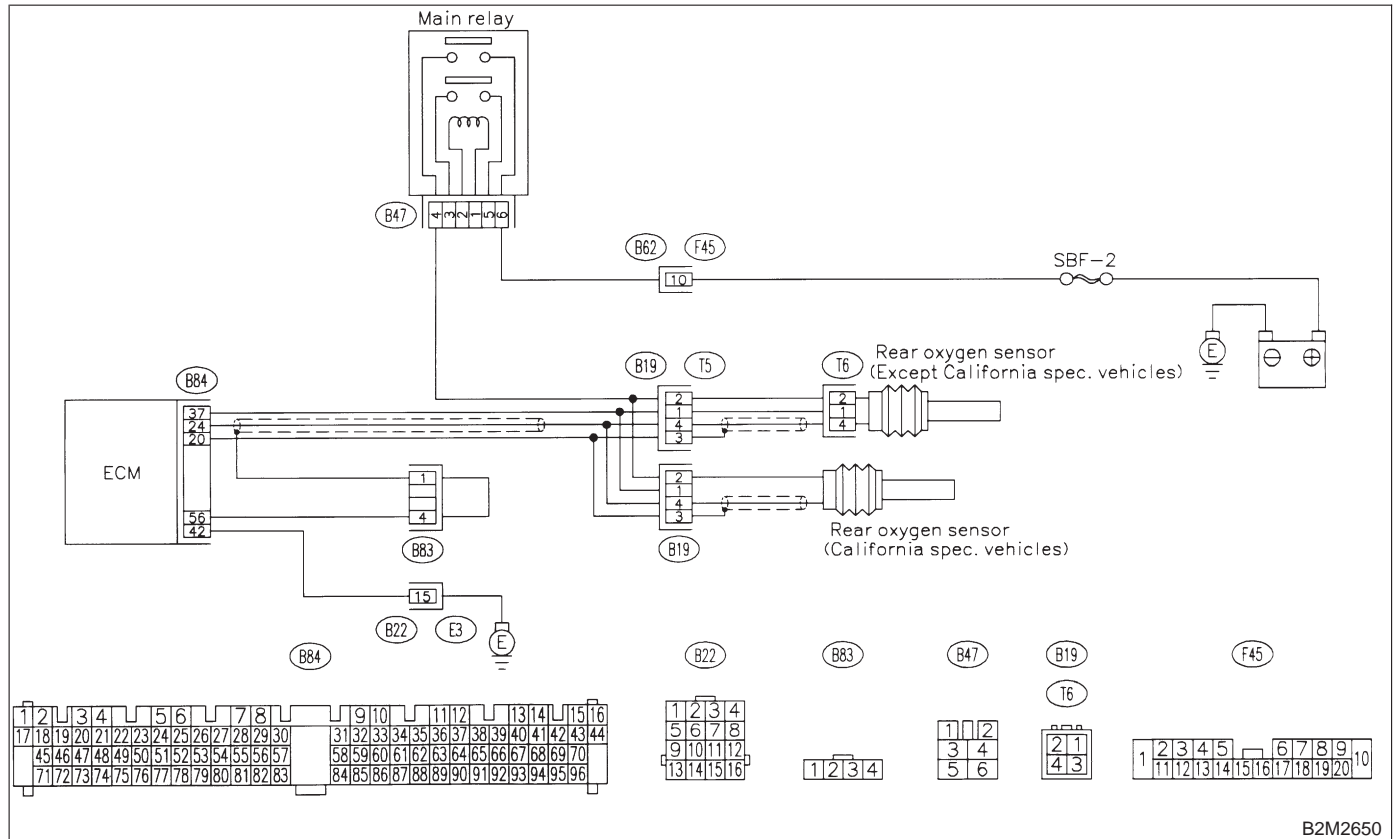 Main relay
B47
4 3 2 1 5 6
B62 F45
10
SBF-2
E
⊖ ⊕
B84
37
24
20
56
42
ECM
B19 T5
2
1
4
3
T6
2
1
4
Rear oxygen sensor
(Except California spec. vehicles)
2
1
4
3
B19
Rear oxygen sensor
(California spec. vehicles)
1
4
B83
15
B22 E3
E
B84
1 2 3 4 5 6 7 8 9 10 11 12 13 14 15 16
17 18 19 20 21 22 23 24 25 26 27 28 29 30 31 32 33 34 35 36 37 38 39 40 41 42 43 44
45 46 47 48 49 50 51 52 53 54 55 56 57 58 59 60 61 62 63 64 65 66 67 68 69 70
71 72 73 74 75 76 77 78 79 80 81 82 83 84 85 86 87 88 89 90 91 92 93 94 95 96
B22
1 2 3 4
5 6 7 8
9 10 11 12
13 14 15 16
B83
1 2 3 4
B47
1 2
3 4
5 6
B19
T6
2 1
4 3
F45
1 2 3 4 5 6 7 8 9 10
11 12 13 14 15 16 17 18 19 20
B2M2650